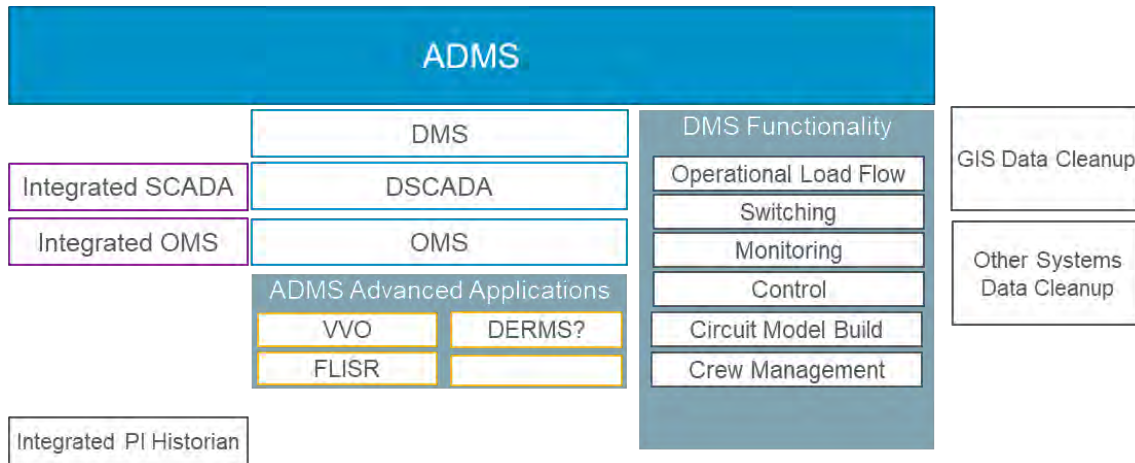 ADMS
DMS
DMS Functionality
Integrated SCADA
DSCADA
Operational Load Flow
Switching
Integrated OMS
OMS
Monitoring
ADMS Advanced Applications
Control
VVO
DERMS?
Circuit Model Build
FLISR
Crew Management
Integrated PI Historian
GIS Data Cleanup
Other Systems
Data Cleanup